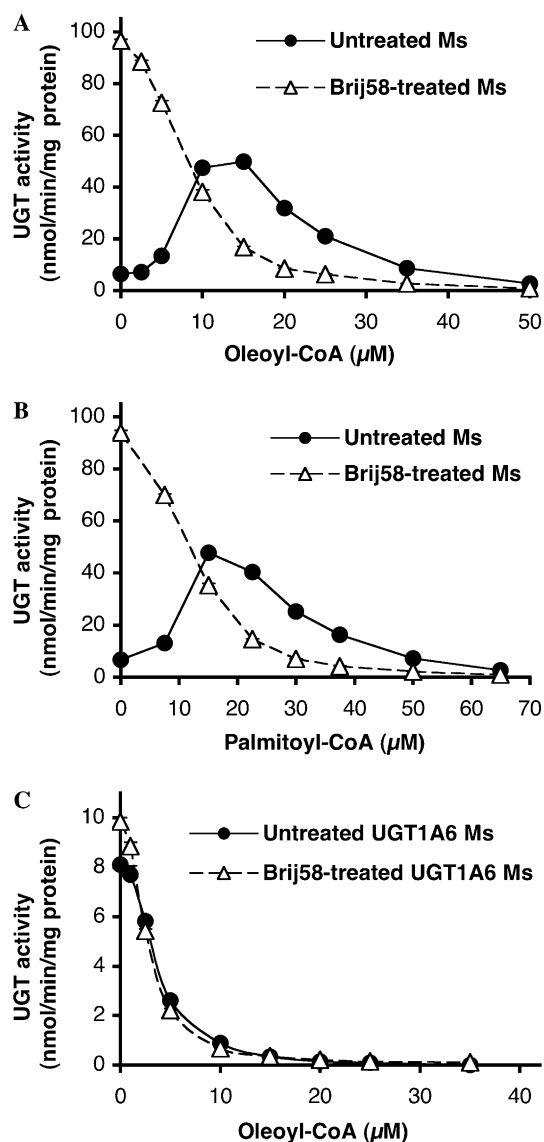 A
100
80
60
40
20
0
UGT activity
(nmol/min/mg protein)
Untreated Ms
Brij58-treated Ms
0 10 20 30 40 50
Oleoyl-CoA (µM)
B
100
80
60
40
20
0
UGT activity
(nmol/min/mg protein)
Untreated Ms
Brij58-treated Ms
0 10 20 30 40 50 60 70
Palmitoyl-CoA (µM)
C
10
8
6
4
2
0
UGT activity
(nmol/min/mg protein)
Untreated UGT1A6 Ms
Brij58-treated UGT1A6 Ms
0 10 20 30 40
Oleoyl-CoA (µM)